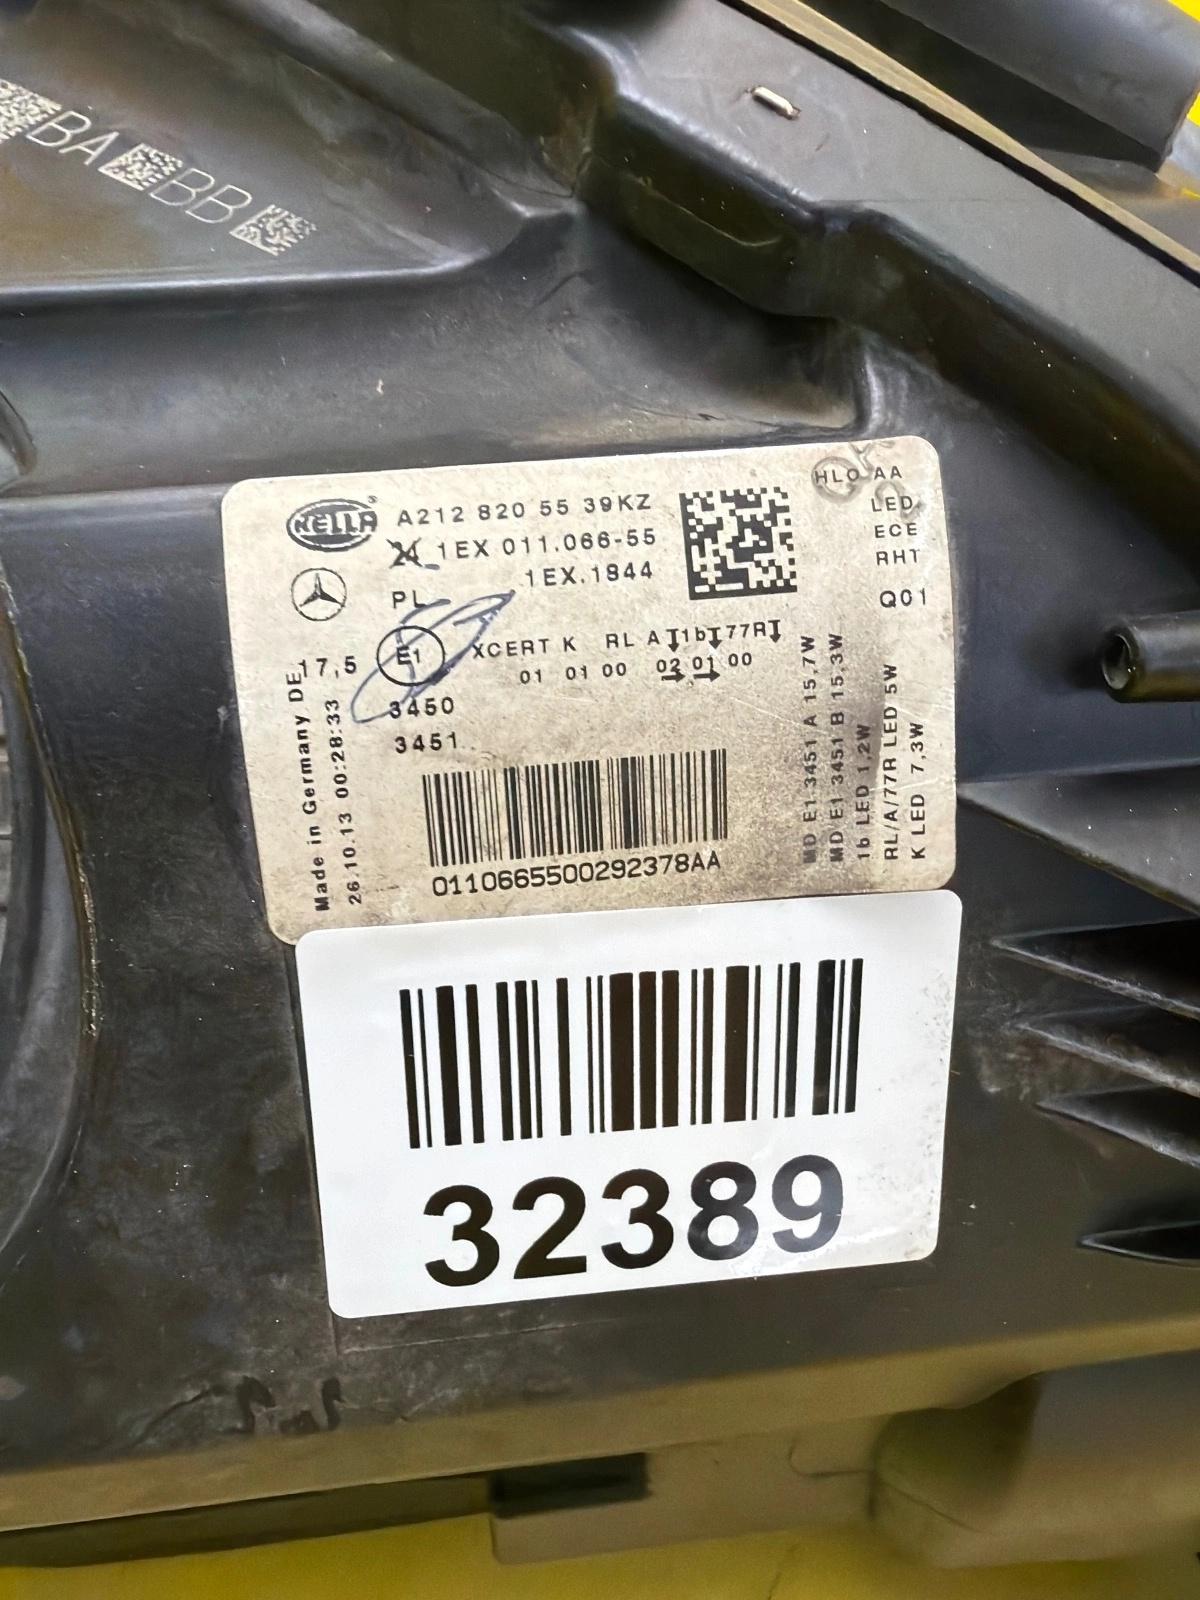 BA BB
HELLA® A212 820 55 39KZ
1EX 011.066-55
1EX.1844
PL
HLO AA
LED
ECE
RHT
Q01
17,5 E1 XCERT K RL A 1b 77R
01 01 00 02 01 00
3450
3451
Made in Germany DE
26.10.13 00:28:33
MD E1 3451 A 15,7W
MD E1 3451 B 15,3W
1b LED 1,2W
RL/A/77R LED 5W
K LED 7,3W
0110665500292378AA
32389